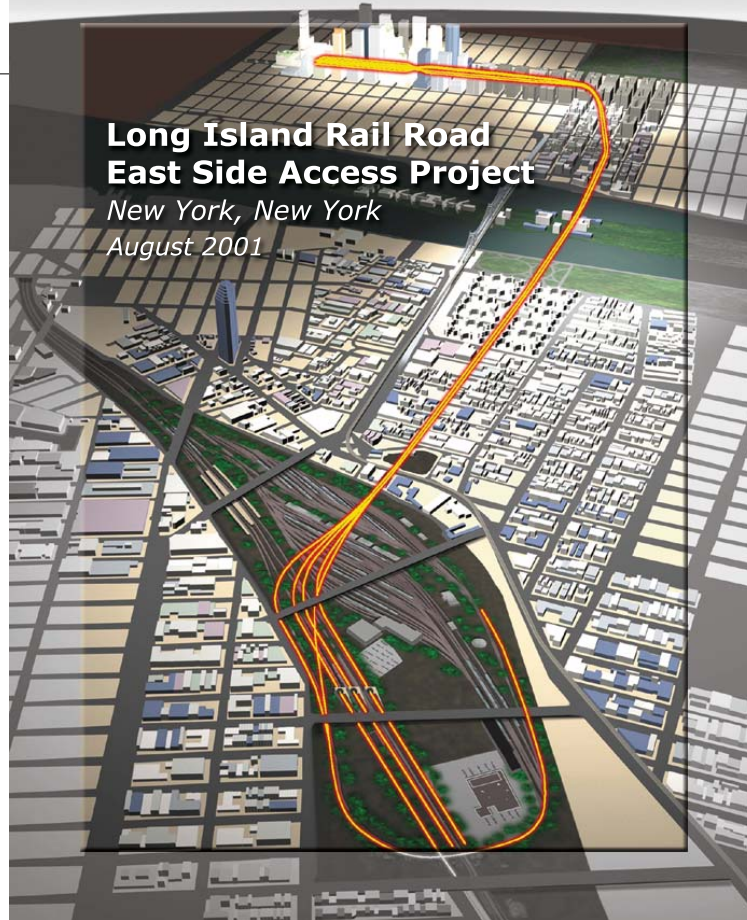 Long Island Rail Road
East Side Access Project
New York, New York
August 2001